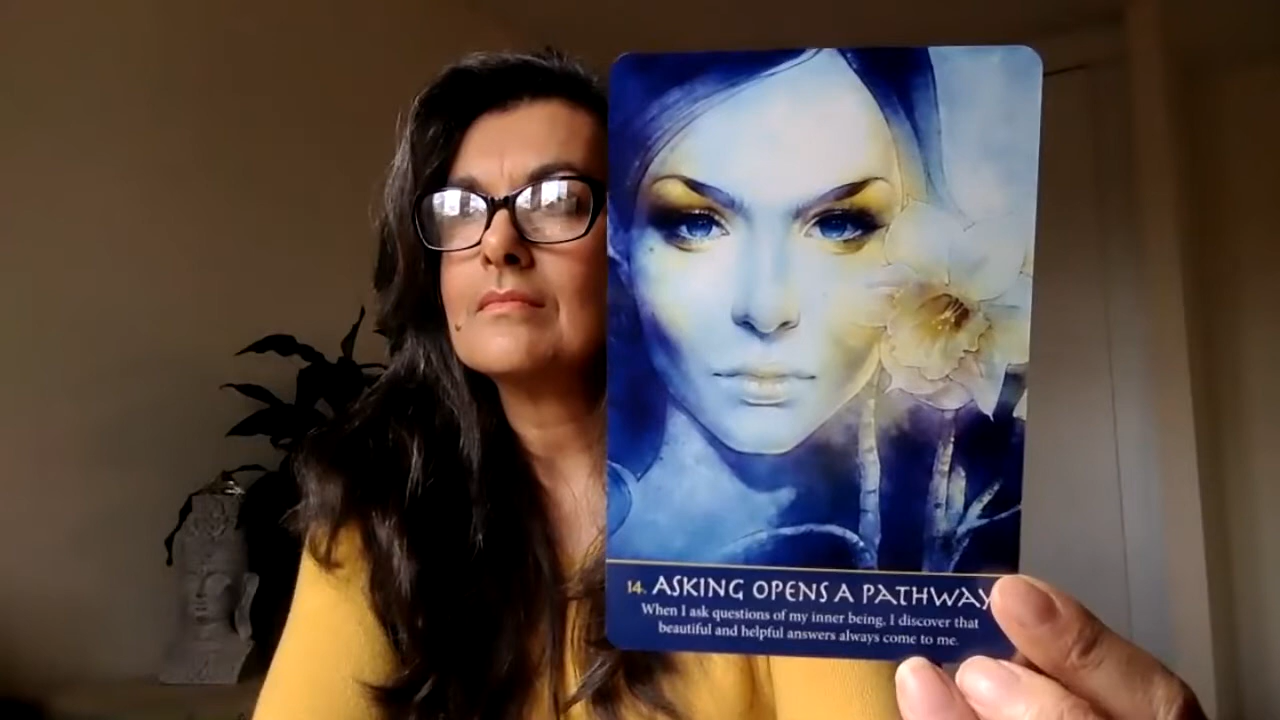 14. ASKING OPENS A PATHWAY
When I ask questions of my inner being, I discover that
beautiful and helpful answers always come to me.